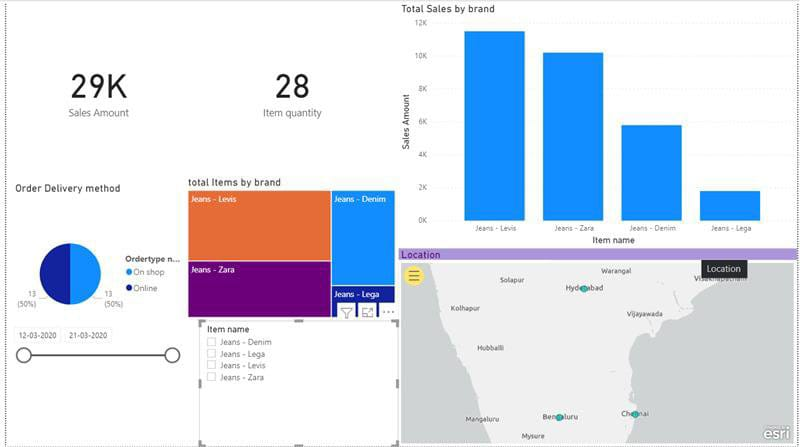 29K
Sales Amount
28
Item quantity
Total Sales by brand
12K
10K
8K
6K
4K
2K
0K
Sales Amount
Jeans - Levis
Jeans - Zara
Jeans - Denim
Jeans - Lega
Item name
Order Delivery method
13
(50%)
13
(50%)
Ordertype n...
On shop
Online
12-03-2020
21-03-2020
total Items by brand
Jeans - Levis
Jeans - Denim
Jeans - Zara
Jeans - Lega
Item name
Jeans - Denim
Jeans - Lega
Jeans - Levis
Jeans - Zara
Location
Location
Solapur
Warangal
Hyderabad
Visakhapatnam
Kolhapur
Vijayawada
Hubballi
Mangaluru
Bengaluru
Chennai
Mysuru
esri